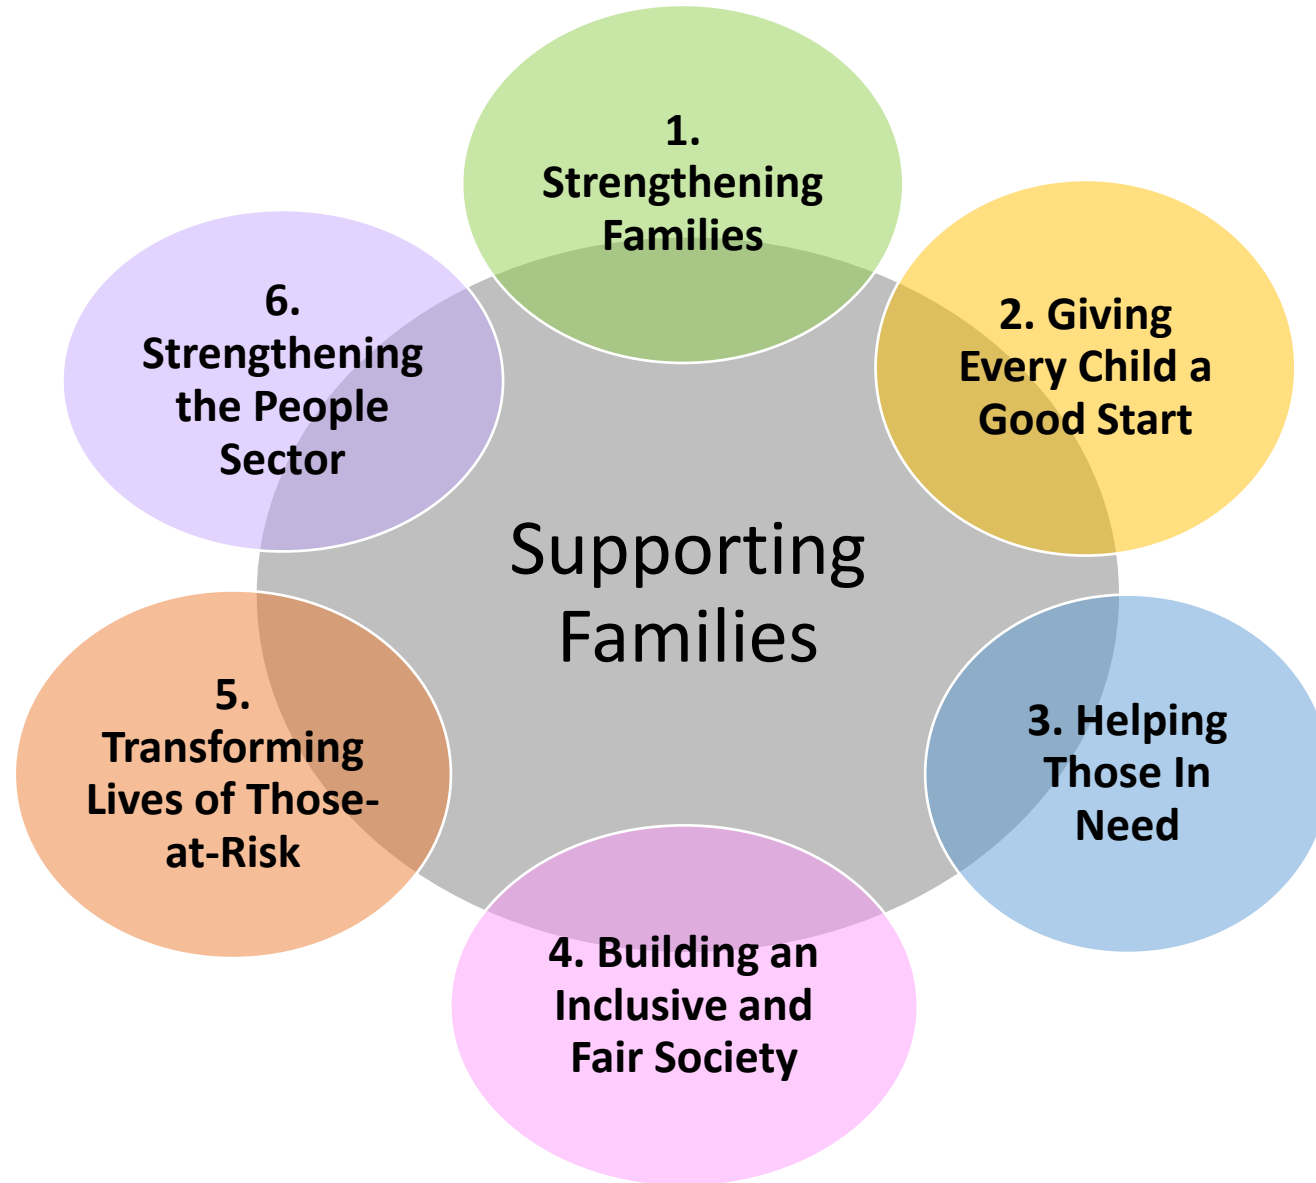 1.
Strengthening
Families
2. Giving
Every Child a
Good Start
3. Helping
Those In
Need
4. Building an
Inclusive and
Fair Society
5.
Transforming
Lives of Those-
at-Risk
6.
Strengthening
the People
Sector
Supporting
Families